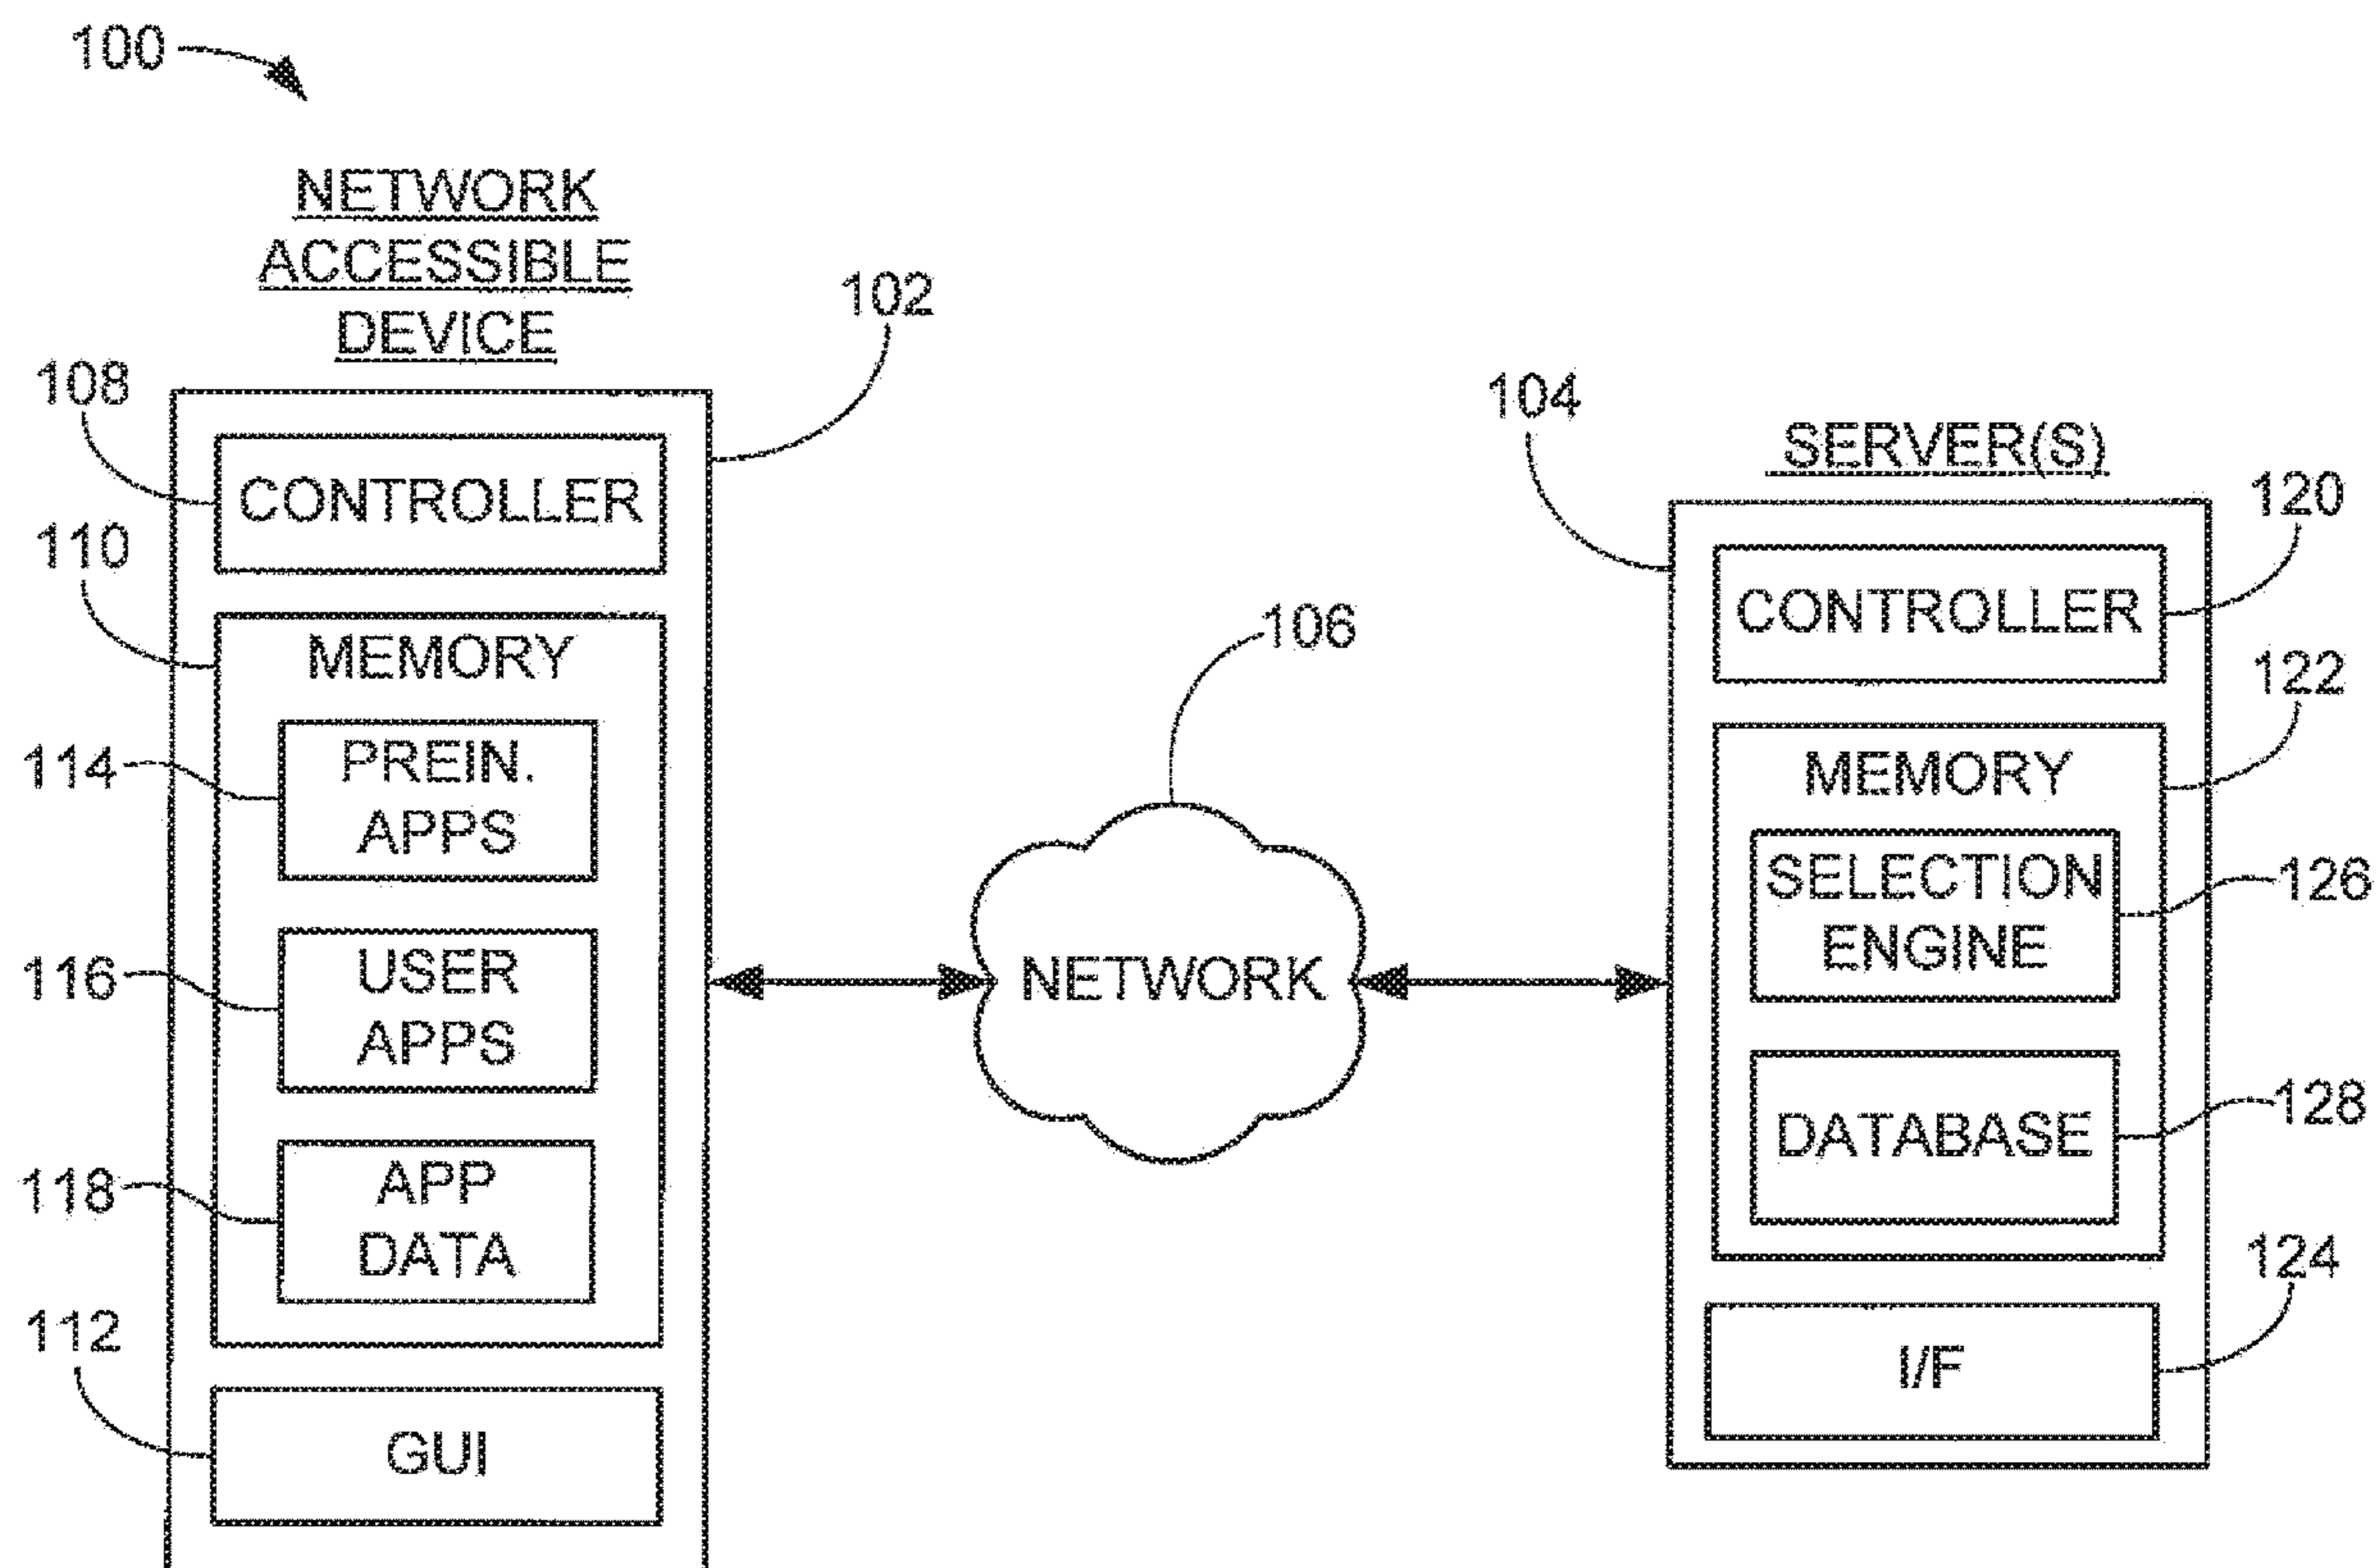 100
NETWORK
ACCESSIBLE
DEVICE
102
108
CONTROLLER
110
MEMORY
114
PREIN.
APPS
116
USER
APPS
118
APP
DATA
112
GUI
106
NETWORK
104
SERVER(S)
120
CONTROLLER
122
MEMORY
SELECTION
ENGINE
126
DATABASE
128
124
I/F